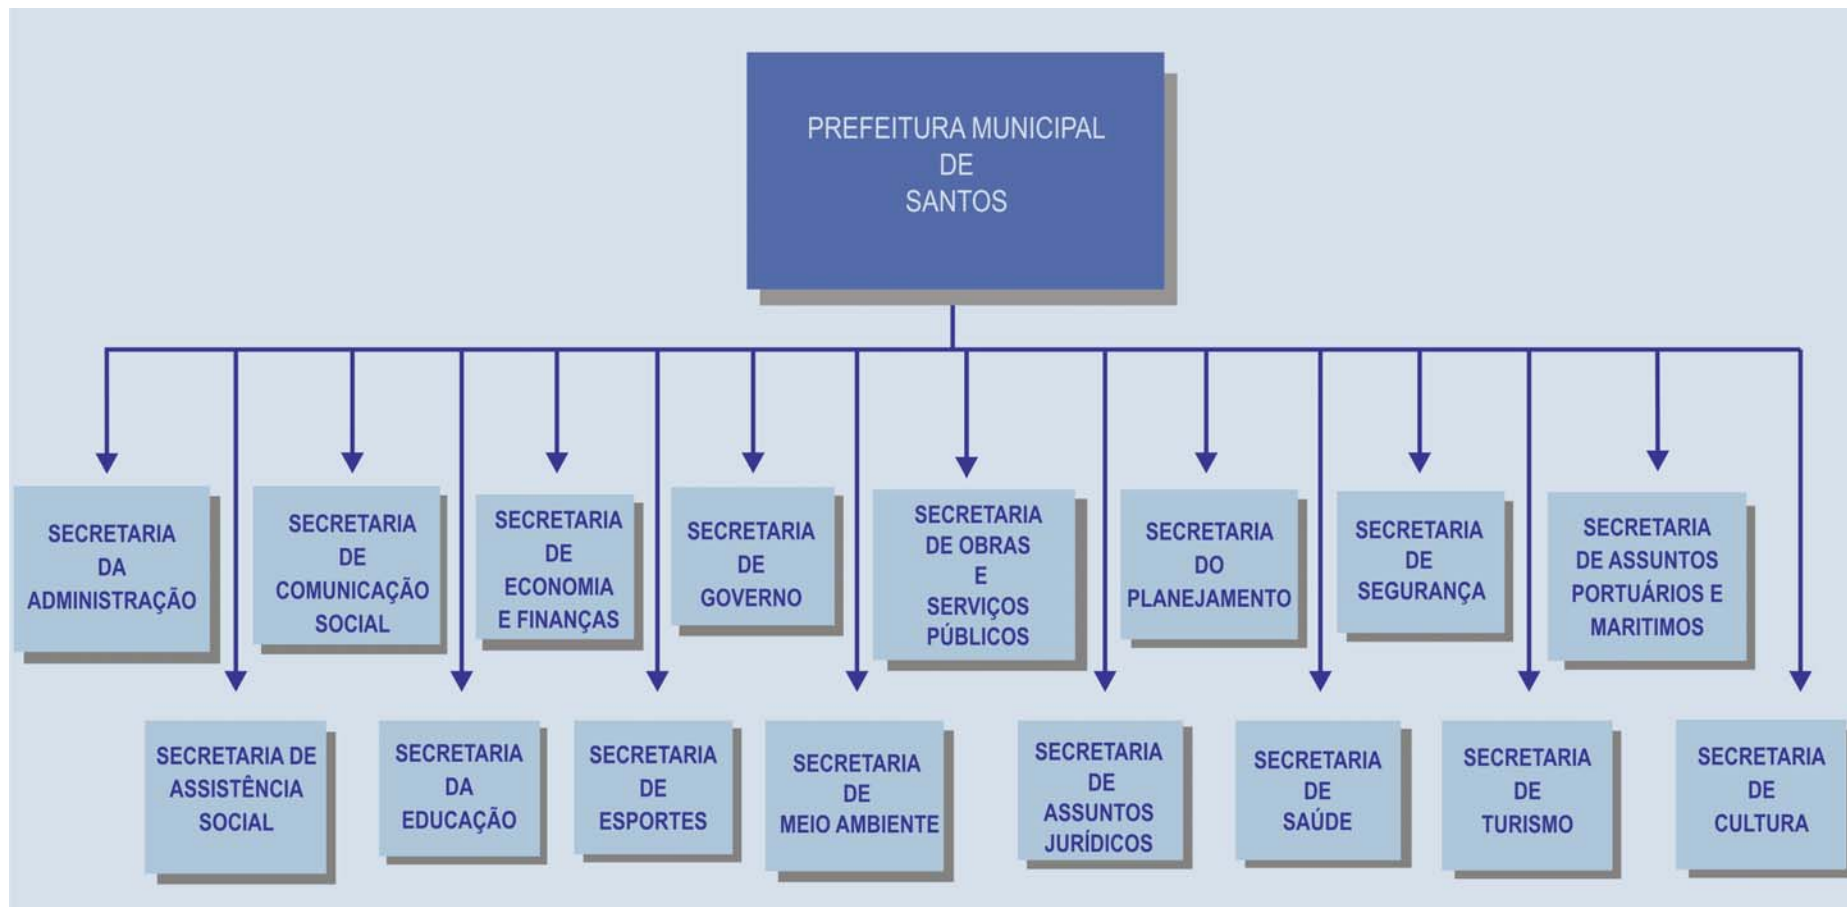 PREFEITURA MUNICIPAL
DE
SANTOS
SECRETARIA
DA
ADMINISTRAÇÃO
SECRETARIA
DE
COMUNICAÇÃO
SOCIAL
SECRETARIA
DE
ECONOMIA
E FINANÇAS
SECRETARIA
DE
GOVERNO
SECRETARIA
DE OBRAS
E
SERVIÇOS
PÚBLICOS
SECRETARIA
DO
PLANEJAMENTO
SECRETARIA
DE
SEGURANÇA
SECRETARIA
DE ASSUNTOS
PORTUÁRIOS E
MARITIMOS
SECRETARIA DE
ASSISTÊNCIA
SOCIAL
SECRETARIA
DA
EDUCAÇÃO
SECRETARIA
DE
ESPORTES
SECRETARIA
DE
MEIO AMBIENTE
SECRETARIA
DE
ASSUNTOS
JURÍDICOS
SECRETARIA
DE
SAÚDE
SECRETARIA
DE
TURISMO
SECRETARIA
DE
CULTURA